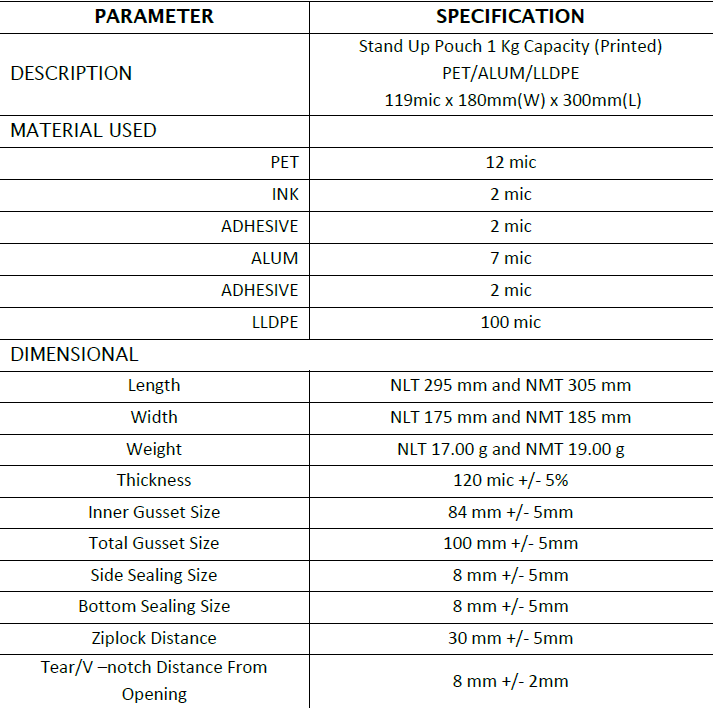 PARAMETER SPECIFICATION
DESCRIPTION
Stand Up Pouch 1 Kg Capacity (Printed)
PET/ALUM/LLDPE
119mic x 180mm(W) x 300mm(L)
MATERIAL USED
PET 12 mic
INK 2 mic
ADHESIVE 2 mic
ALUM 7 mic
ADHESIVE 2 mic
LLDPE 100 mic
DIMENSIONAL
Length NLT 295 mm and NMT 305 mm
Width NLT 175 mm and NMT 185 mm
Weight NLT 17.00 g and NMT 19.00 g
Thickness 120 mic +/- 5%
Inner Gusset Size 84 mm +/- 5mm
Total Gusset Size 100 mm +/- 5mm
Side Sealing Size 8 mm +/- 5mm
Bottom Sealing Size 8 mm +/- 5mm
Ziplock Distance 30 mm +/- 5mm
Tear/V –notch Distance From
Opening
8 mm +/- 2mm